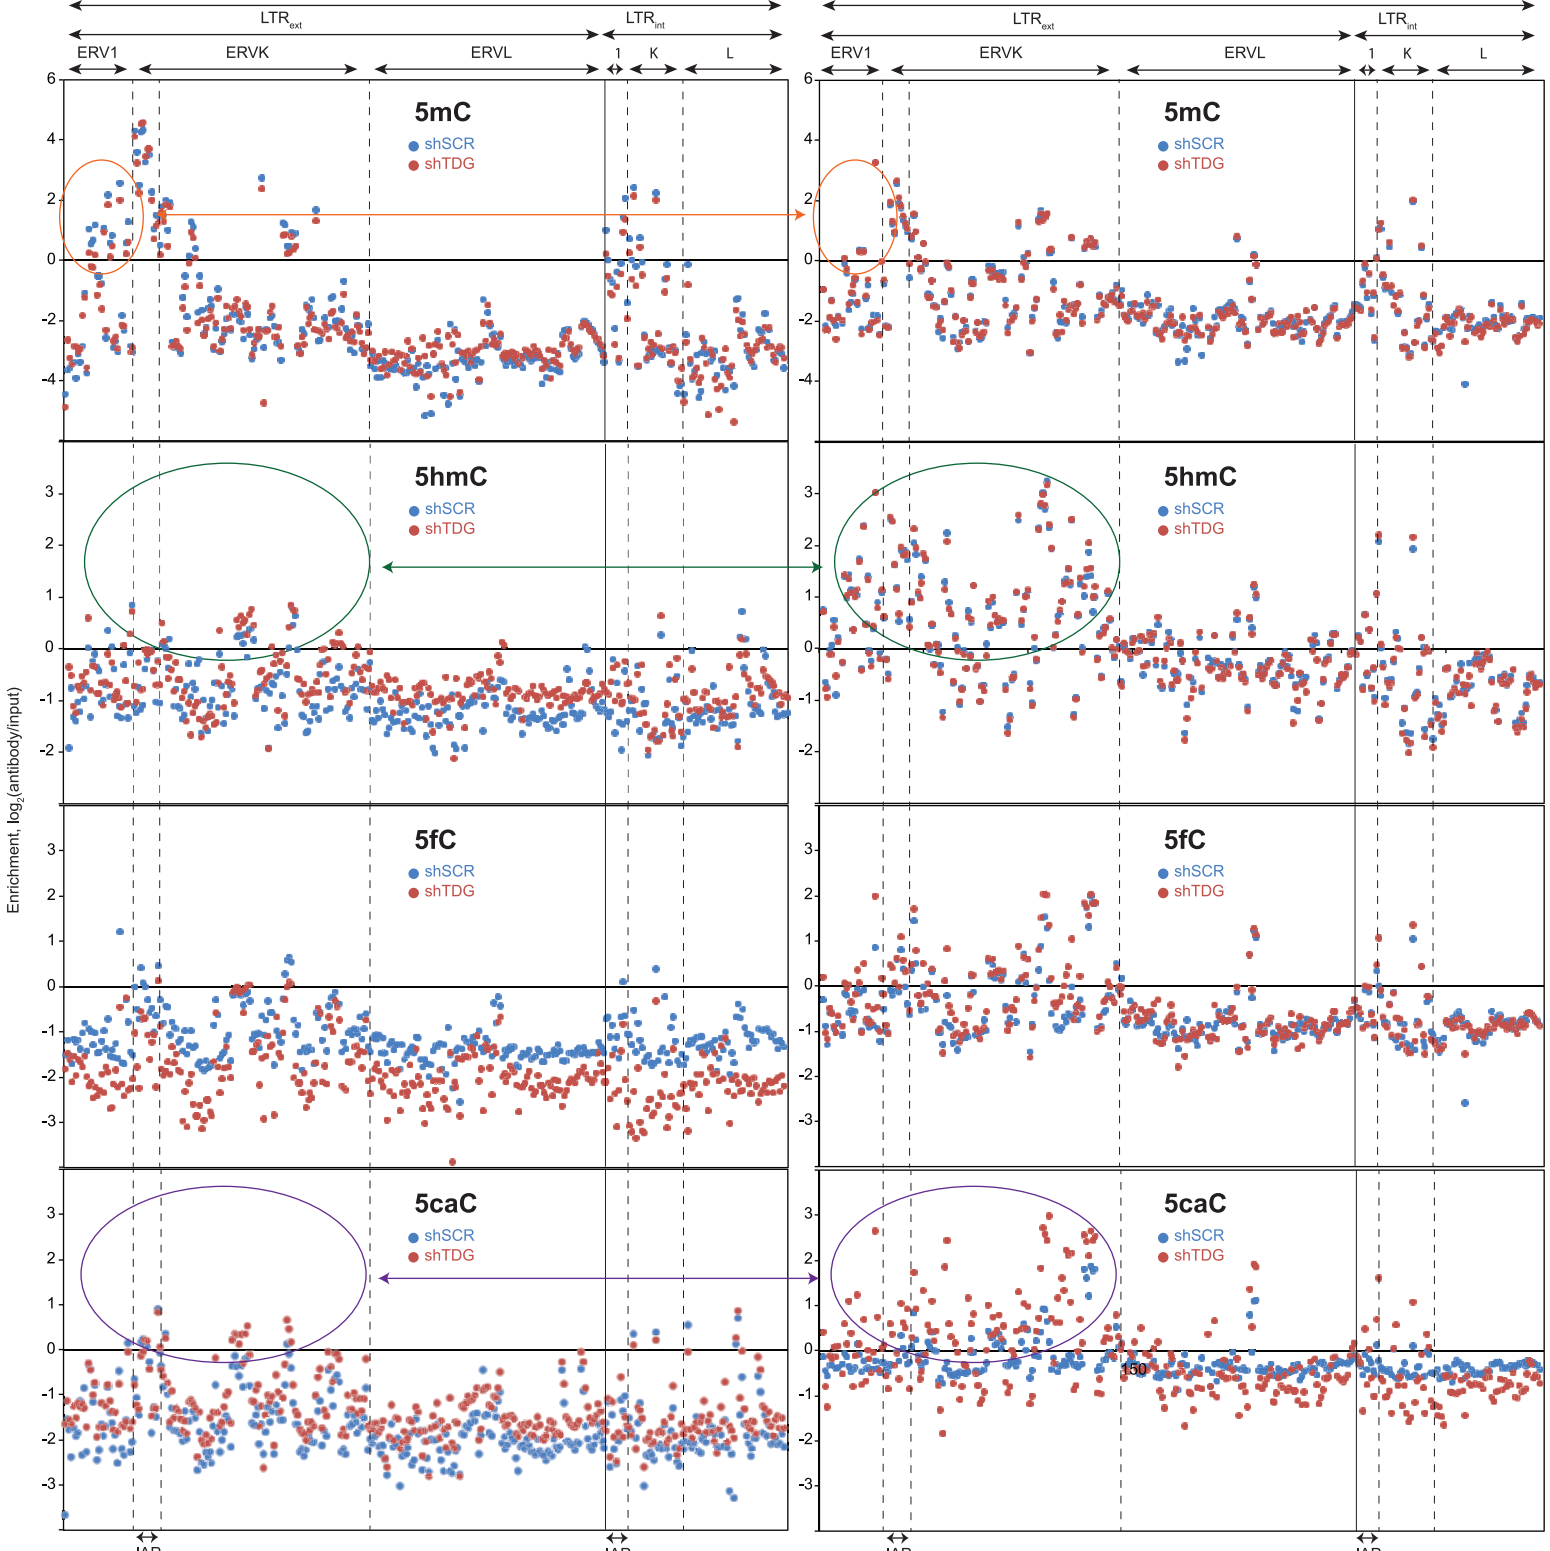 LTRext LTRint LTRext LTRint
ERV1 ERVK ERVL 1 K L ERV1 ERVK ERVL 1 K L
6 6
5mC 5mC
4 shSCR 4 shSCR
shTDG shTDG
2 2
0 0
-2 -2
-4 -4
5hmC 5hmC
3 3
shSCR shSCR
shTDG shTDG
2 2
1 1
0 0
-1 -1
-2 -2
Enrichment, log2(antibody/input)
5fC 5fC
3 3
shSCR shSCR
2 shTDG 2 shTDG
1 1
0 0
-1 -1
-2 -2
-3 -3
5caC 5caC
3 3
shSCR shSCR
2 shTDG 2 shTDG
1 1
0 0
150
-1 -1
-2 -2
-3 -3